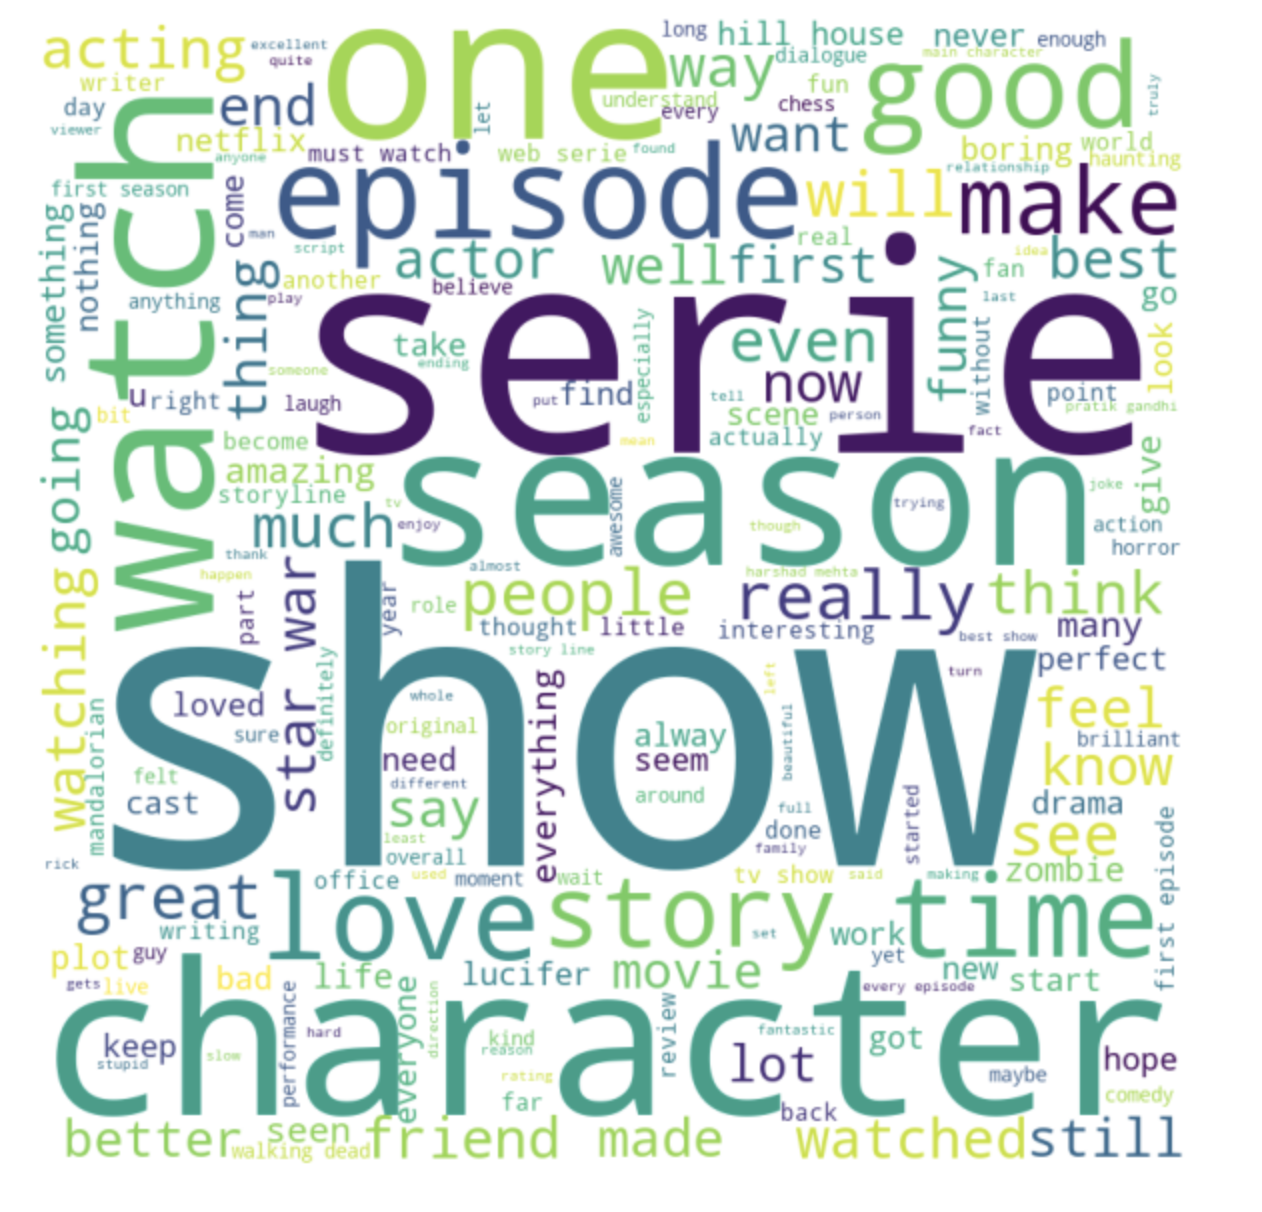 acting
excellent
quite
one
long
hill house
never
enough
writer
way
dialogue
main character
good
day
end
let
understand
every
fun
chess
truly
viewer
netflix
anyone
must watch
web serie
found
want
boring
world
haunting
relationship
first season
watch
come
man
episode
will
make
something
nothing
script
actor
well
first
real
idea
best
anything
thing
another
play
believe
funny
fan
last
go
serie
take
ending
someone
even
now
without
look
u
right
bit
laugh
put
find
especially
tell
scene
person
point
pratik gandhi
become
mean
actually
fact
going
amazing
storyline
tv
season
awesome
trying
though
joke
give
much
enjoy
action
horror
thank
happen
almost
harshad mehta
watching
part
star war
year
role
people
really
think
thought
little
interesting
best show
many
story line
perfect
show
definitely
loved
sure
whole
original
everything
left
turn
mandalorian
need
different
alway
seem
beautiful
feel
brilliant
know
felt
cast
say
around
full
done
family
started
drama
see
least
overall
rick
great
office
used
moment
wait
tv show
said
making
zombie
first episode
writing
love
story
set
work
time
yet
plot
guy
gets
live
bad
life
lucifer
movie
new
start
every episode
character
keep
stupid
slow
performance
hard
everyone
direction
kind
reason
rating
far
review
fantastic
lot
got
maybe
hope
comedy
back
better
seen
walking dead
friend
made
watched
still